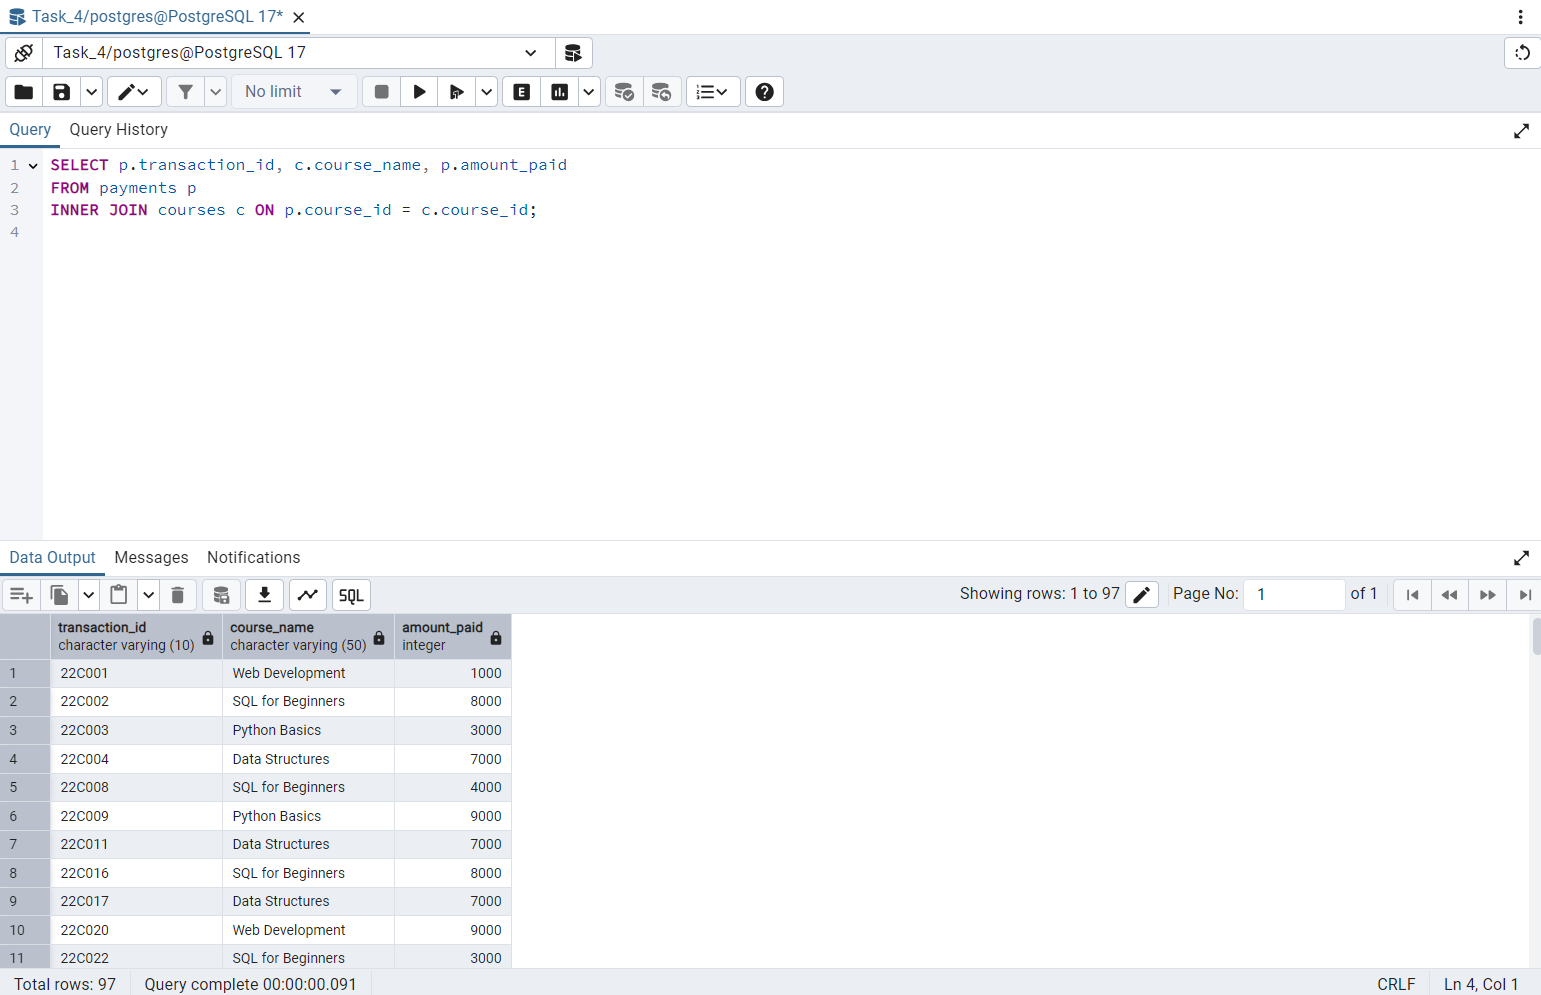 Task_4/postgres@PostgreSQL 17*
Task_4/postgres@PostgreSQL 17
No limit
E
Query Query History
1 SELECT p.transaction_id, c.course_name, p.amount_paid
2 FROM payments p
3 INNER JOIN courses c ON p.course_id = c.course_id;
4
Data Output Messages Notifications
SQL Showing rows: 1 to 97 Page No: 1 of 1
transaction_id course_name amount_paid
character varying (10) character varying (50) integer
1 22C001 Web Development 1000
2 22C002 SQL for Beginners 8000
3 22C003 Python Basics 3000
4 22C004 Data Structures 7000
5 22C008 SQL for Beginners 4000
6 22C009 Python Basics 9000
7 22C011 Data Structures 7000
8 22C016 SQL for Beginners 8000
9 22C017 Data Structures 7000
10 22C020 Web Development 9000
11 22C022 SQL for Beginners 3000
Total rows: 97 Query complete 00:00:00.091 CRLF Ln 4, Col 1